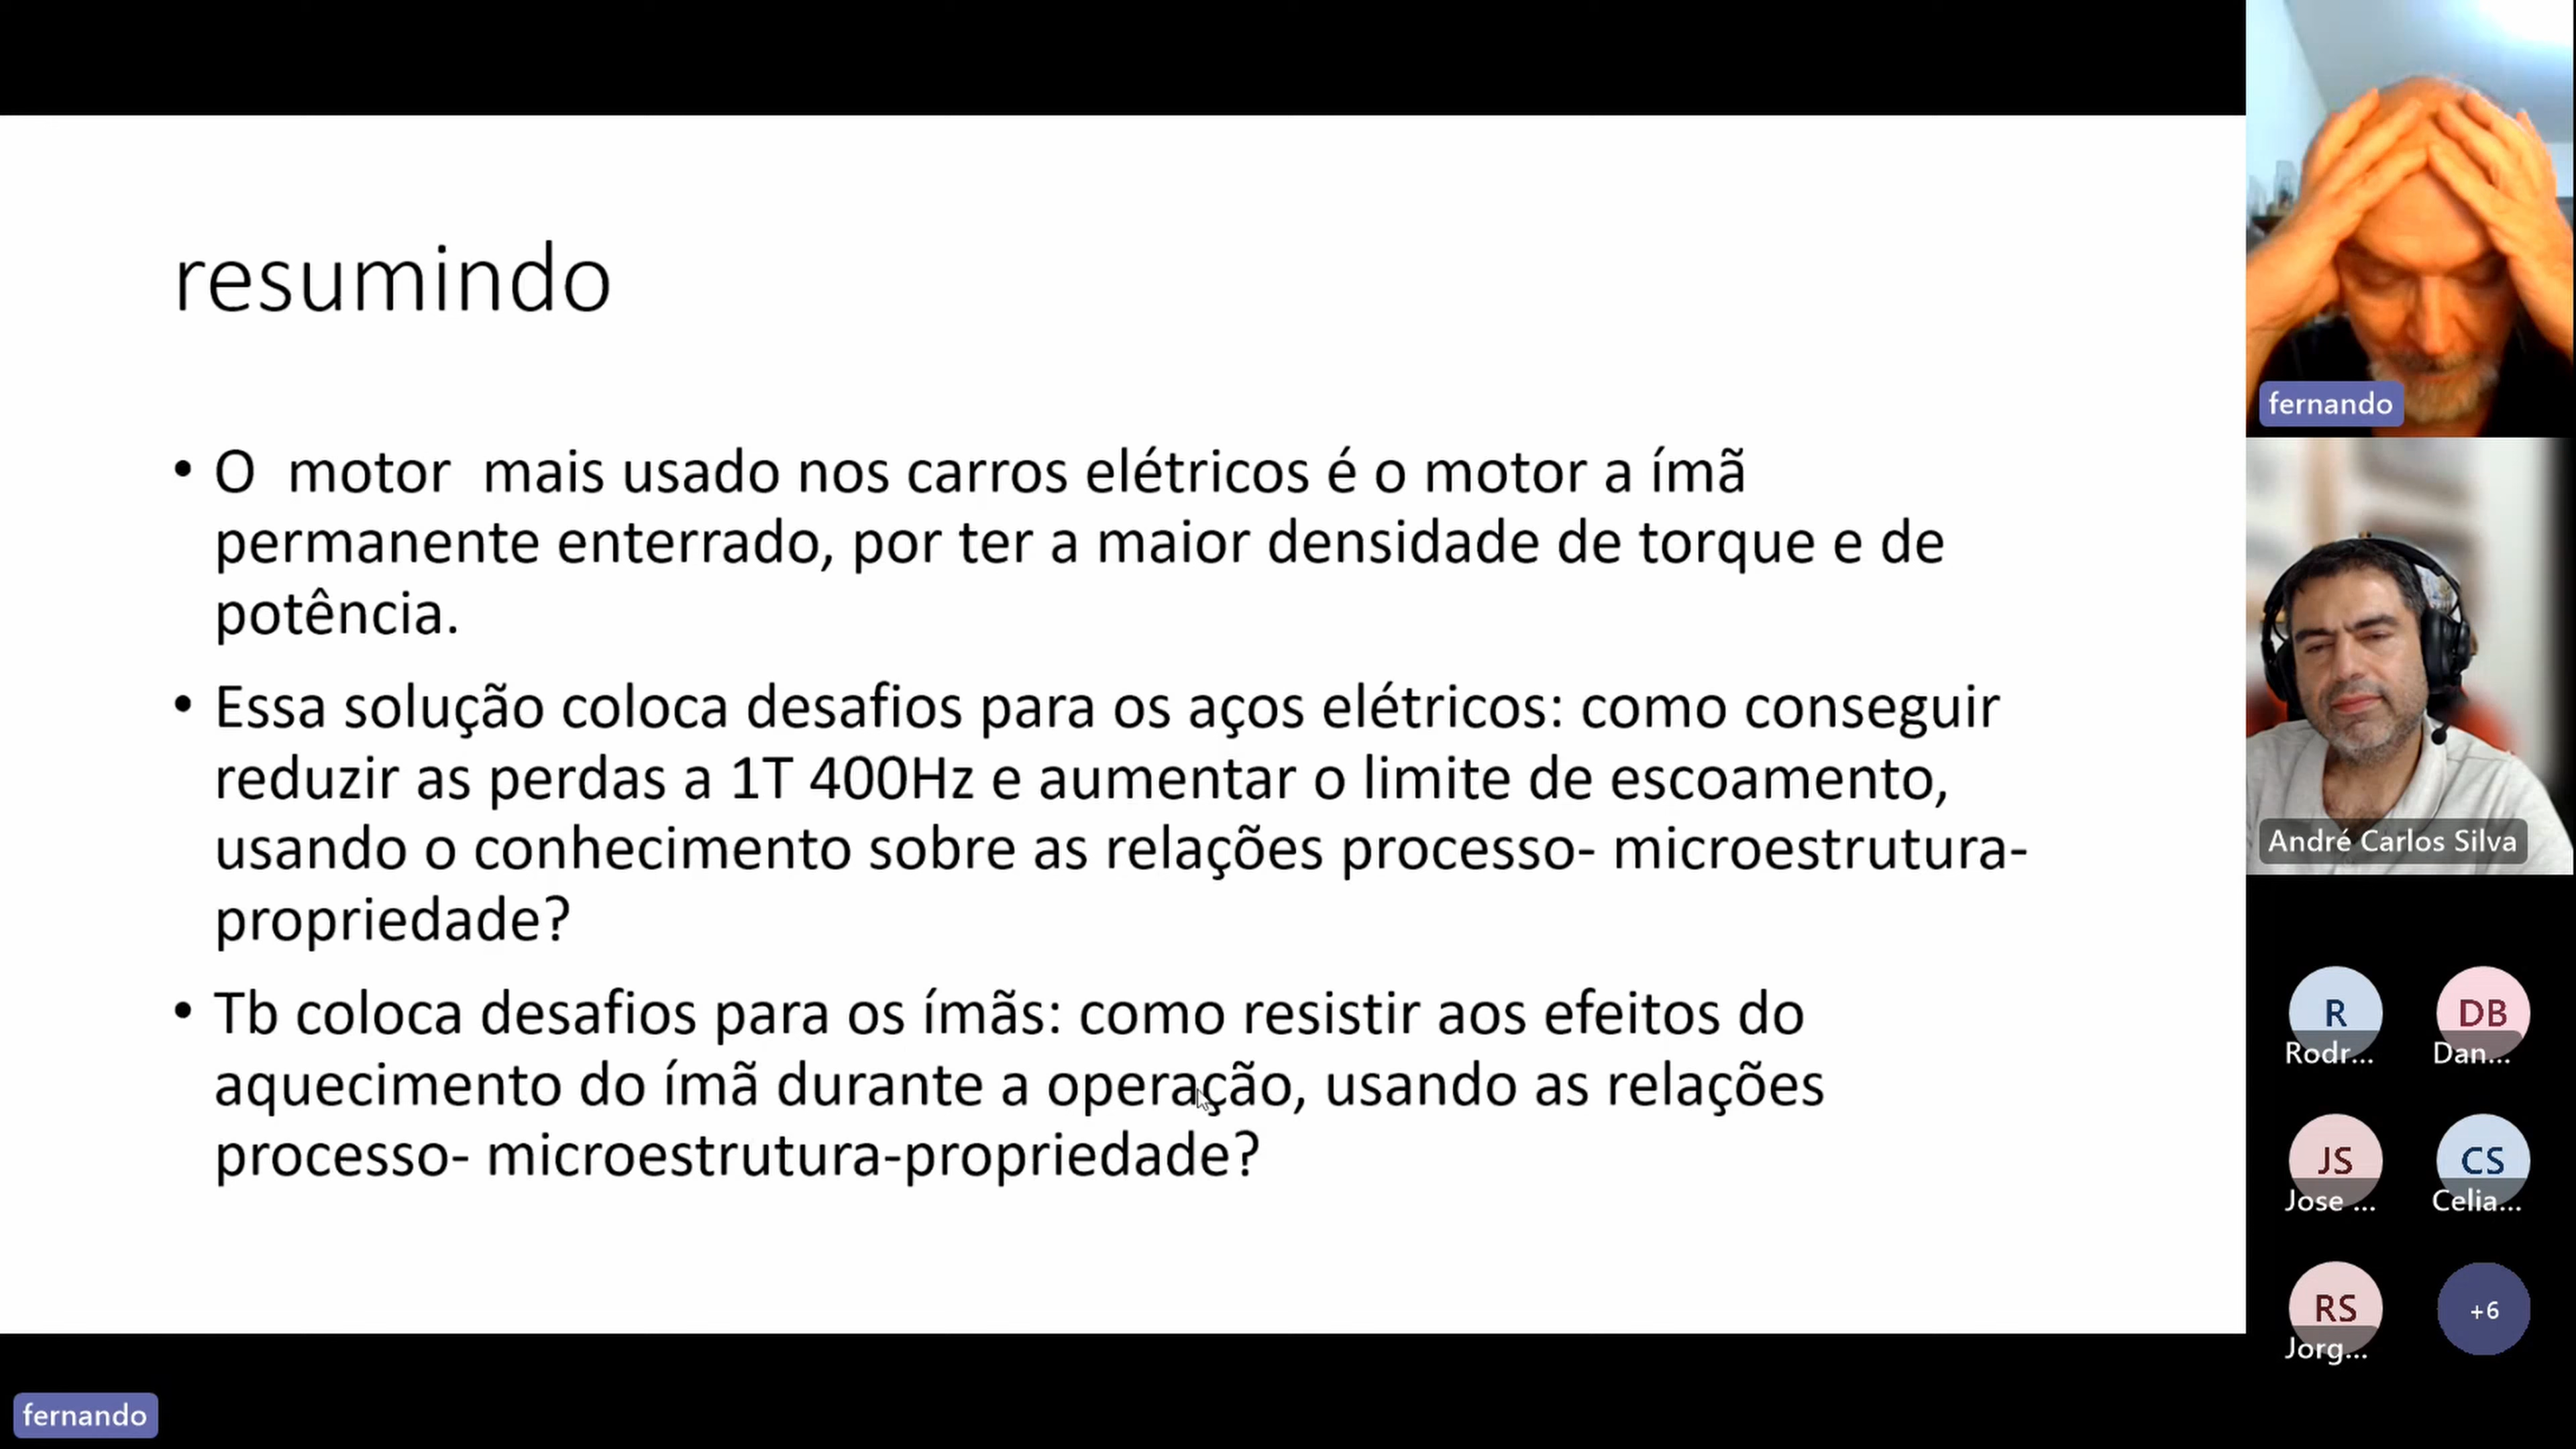 resumindo
• O  motor  mais usado nos carros elétricos é o motor a ímã
permanente enterrado, por ter a maior densidade de torque e de
potência.
• Essa solução coloca desafios para os aços elétricos: como conseguir
reduzir as perdas a 1T 400Hz e aumentar o limite de escoamento,
usando o conhecimento sobre as relações processo- microestrutura-
propriedade?
• Tb coloca desafios para os ímãs: como resistir aos efeitos do
aquecimento do ímã durante a operação, usando as relações
processo- microestrutura-propriedade?
fernando
fernando
André Carlos Silva
R
Rodr...
DB
Dan...
JS
Jose ...
CS
Celia...
RS
Jorg...
+6